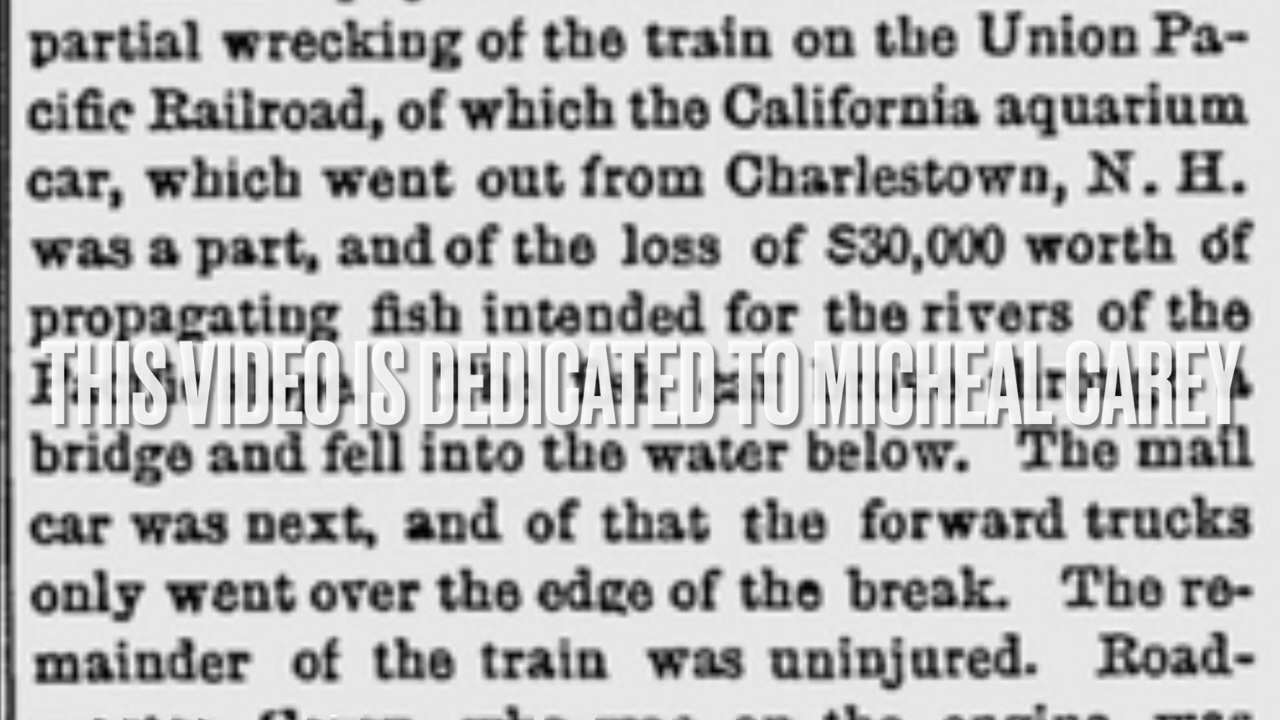 partial wrecking of the train on the Union Pa-
cific Railroad, of which the California aquarium
car, which went out from Charlestown, N. H.
was a part, and of the loss of $30,000 worth of
propagating fish intended for the rivers of the
THIS VIDEO IS DEDICATED TO MICHEAL CAREY
bridge and fell into the water below. The mail
car was next, and of that the forward trucks
only went over the edge of the break. The re-
mainder of the train was uninjured. Road-